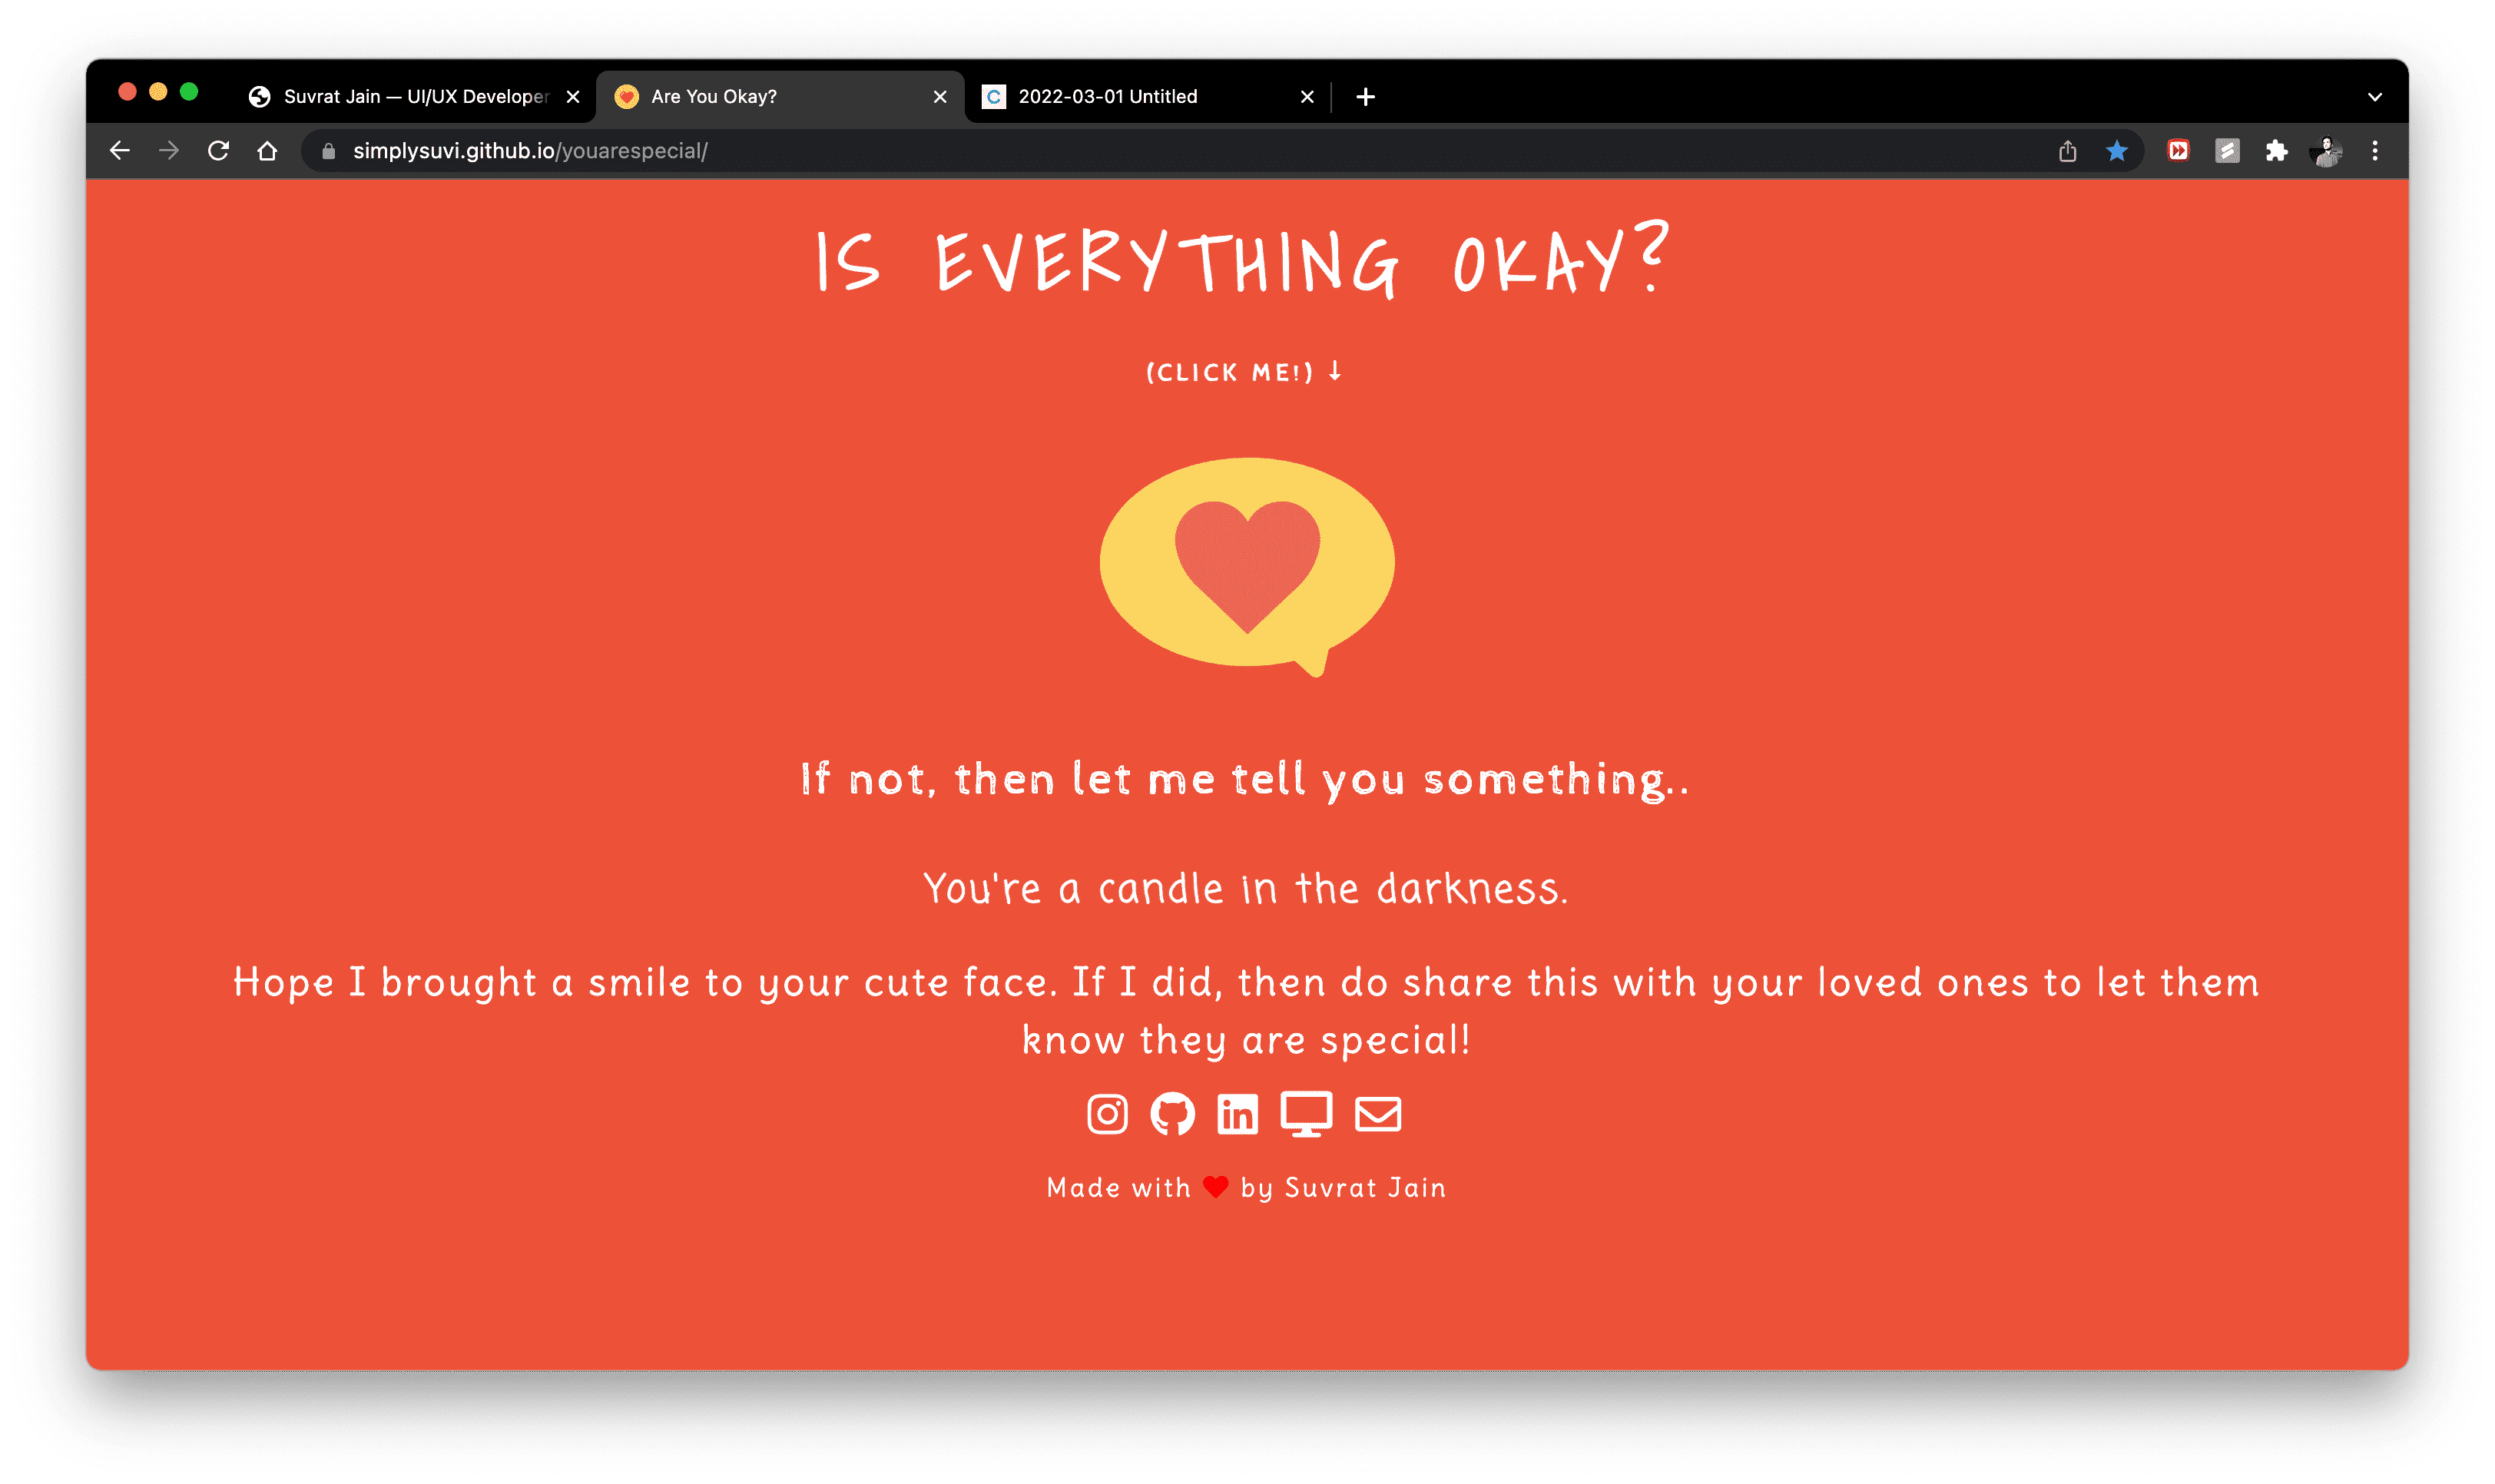 Suvrat Jain — UI/UX Developer
Are You Okay?
2022-03-01 Untitled
simplysuvi.github.io/youarespecial/
IS EVERYTHING OKAY?
(CLICK ME!) ↓
If not, then let me tell you something..
You're a candle in the darkness.
Hope I brought a smile to your cute face. If I did, then do share this with your loved ones to let them
know they are special!
in
Made with ❤ by Suvrat Jain